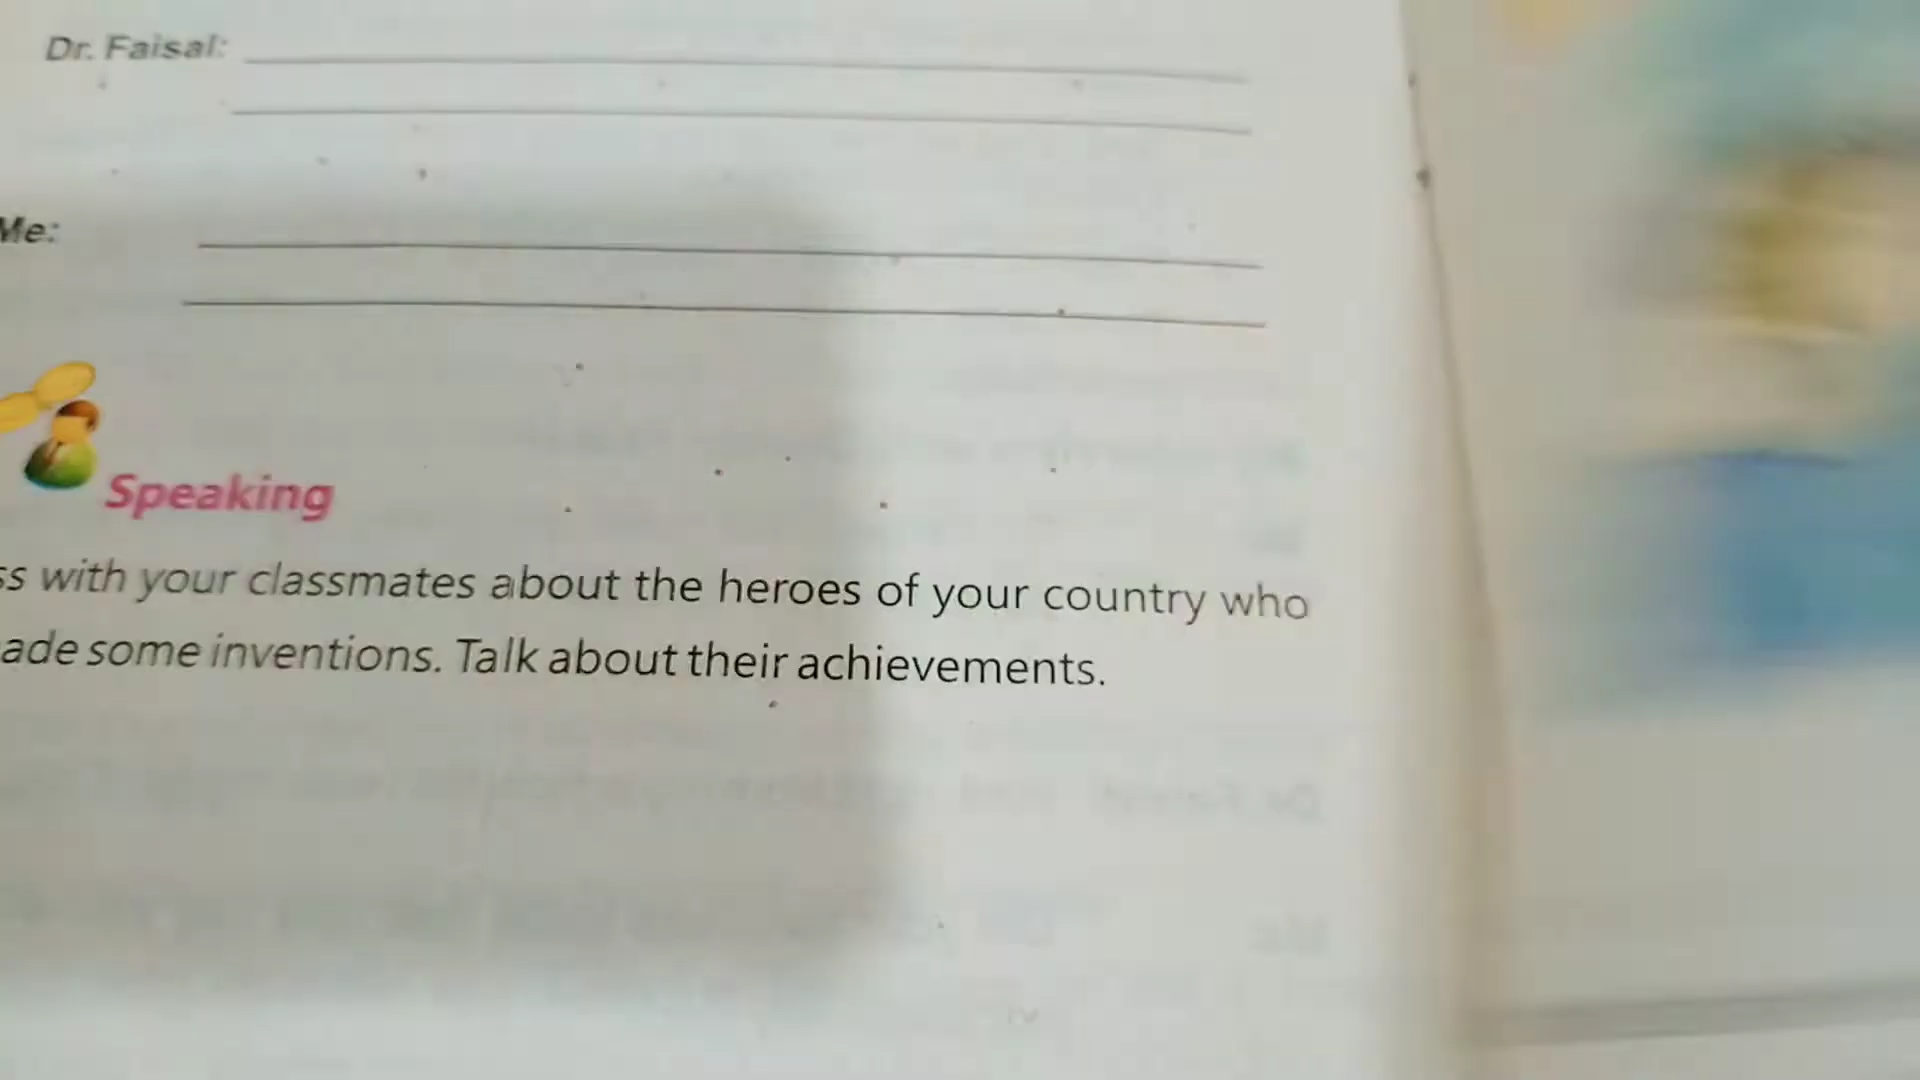 Dr. Faisal:
Me:
Speaking
ss with your classmates about the heroes of your country who
ade some inventions. Talk about their achievements.